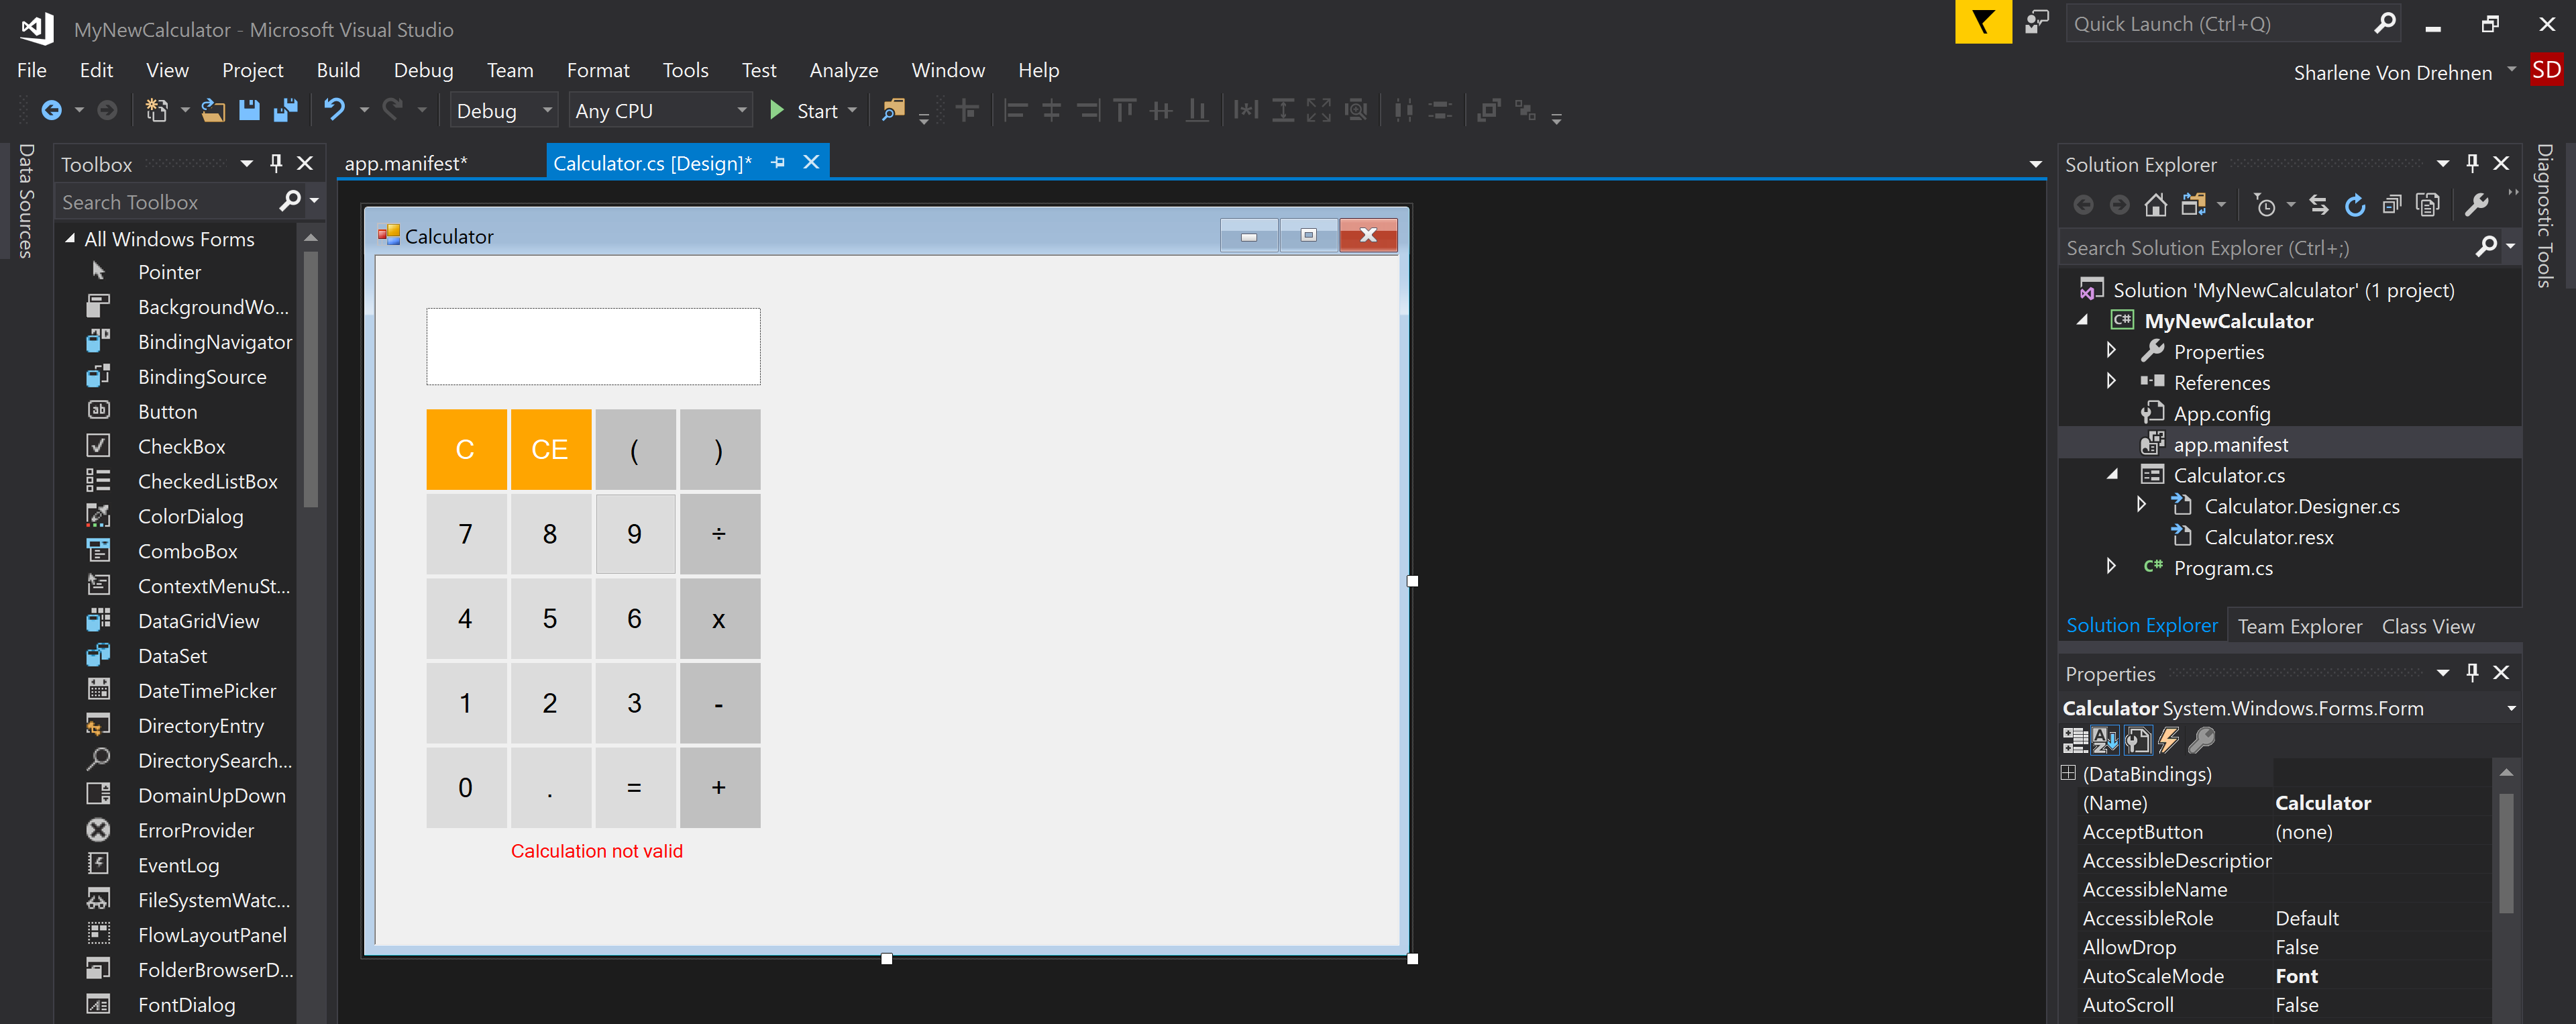 MyNewCalculator - Microsoft Visual Studio
Quick Launch (Ctrl+Q)
File Edit View Project Build Debug Team Format Tools Test Analyze Window Help
Sharlene Von Drehnen SD
Debug Any CPU Start
Data Sources
Toolbox
Search Toolbox
All Windows Forms
Pointer
BackgroundWo...
BindingNavigator
BindingSource
Button
CheckBox
CheckedListBox
ColorDialog
ComboBox
ContextMenuSt...
DataGridView
DataSet
DateTimePicker
DirectoryEntry
DirectorySearch...
DomainUpDown
ErrorProvider
EventLog
FileSystemWatc...
FlowLayoutPanel
FolderBrowserD...
FontDialog
app.manifest* Calculator.cs [Design]*
Calculator
C CE ( )
7 8 9 ÷
4 5 6 x
1 2 3 -
0 . = +
Calculation not valid
Solution Explorer
Search Solution Explorer (Ctrl+;)
Solution 'MyNewCalculator' (1 project)
C# MyNewCalculator
Properties
References
App.config
app.manifest
Calculator.cs
Calculator.Designer.cs
Calculator.resx
C# Program.cs
Solution Explorer Team Explorer Class View
Properties
Calculator System.Windows.Forms.Form
(DataBindings)
(Name) Calculator
AcceptButton (none)
AccessibleDescription
AccessibleName
AccessibleRole Default
AllowDrop False
AutoScaleMode Font
AutoScroll False
Diagnostic Tools